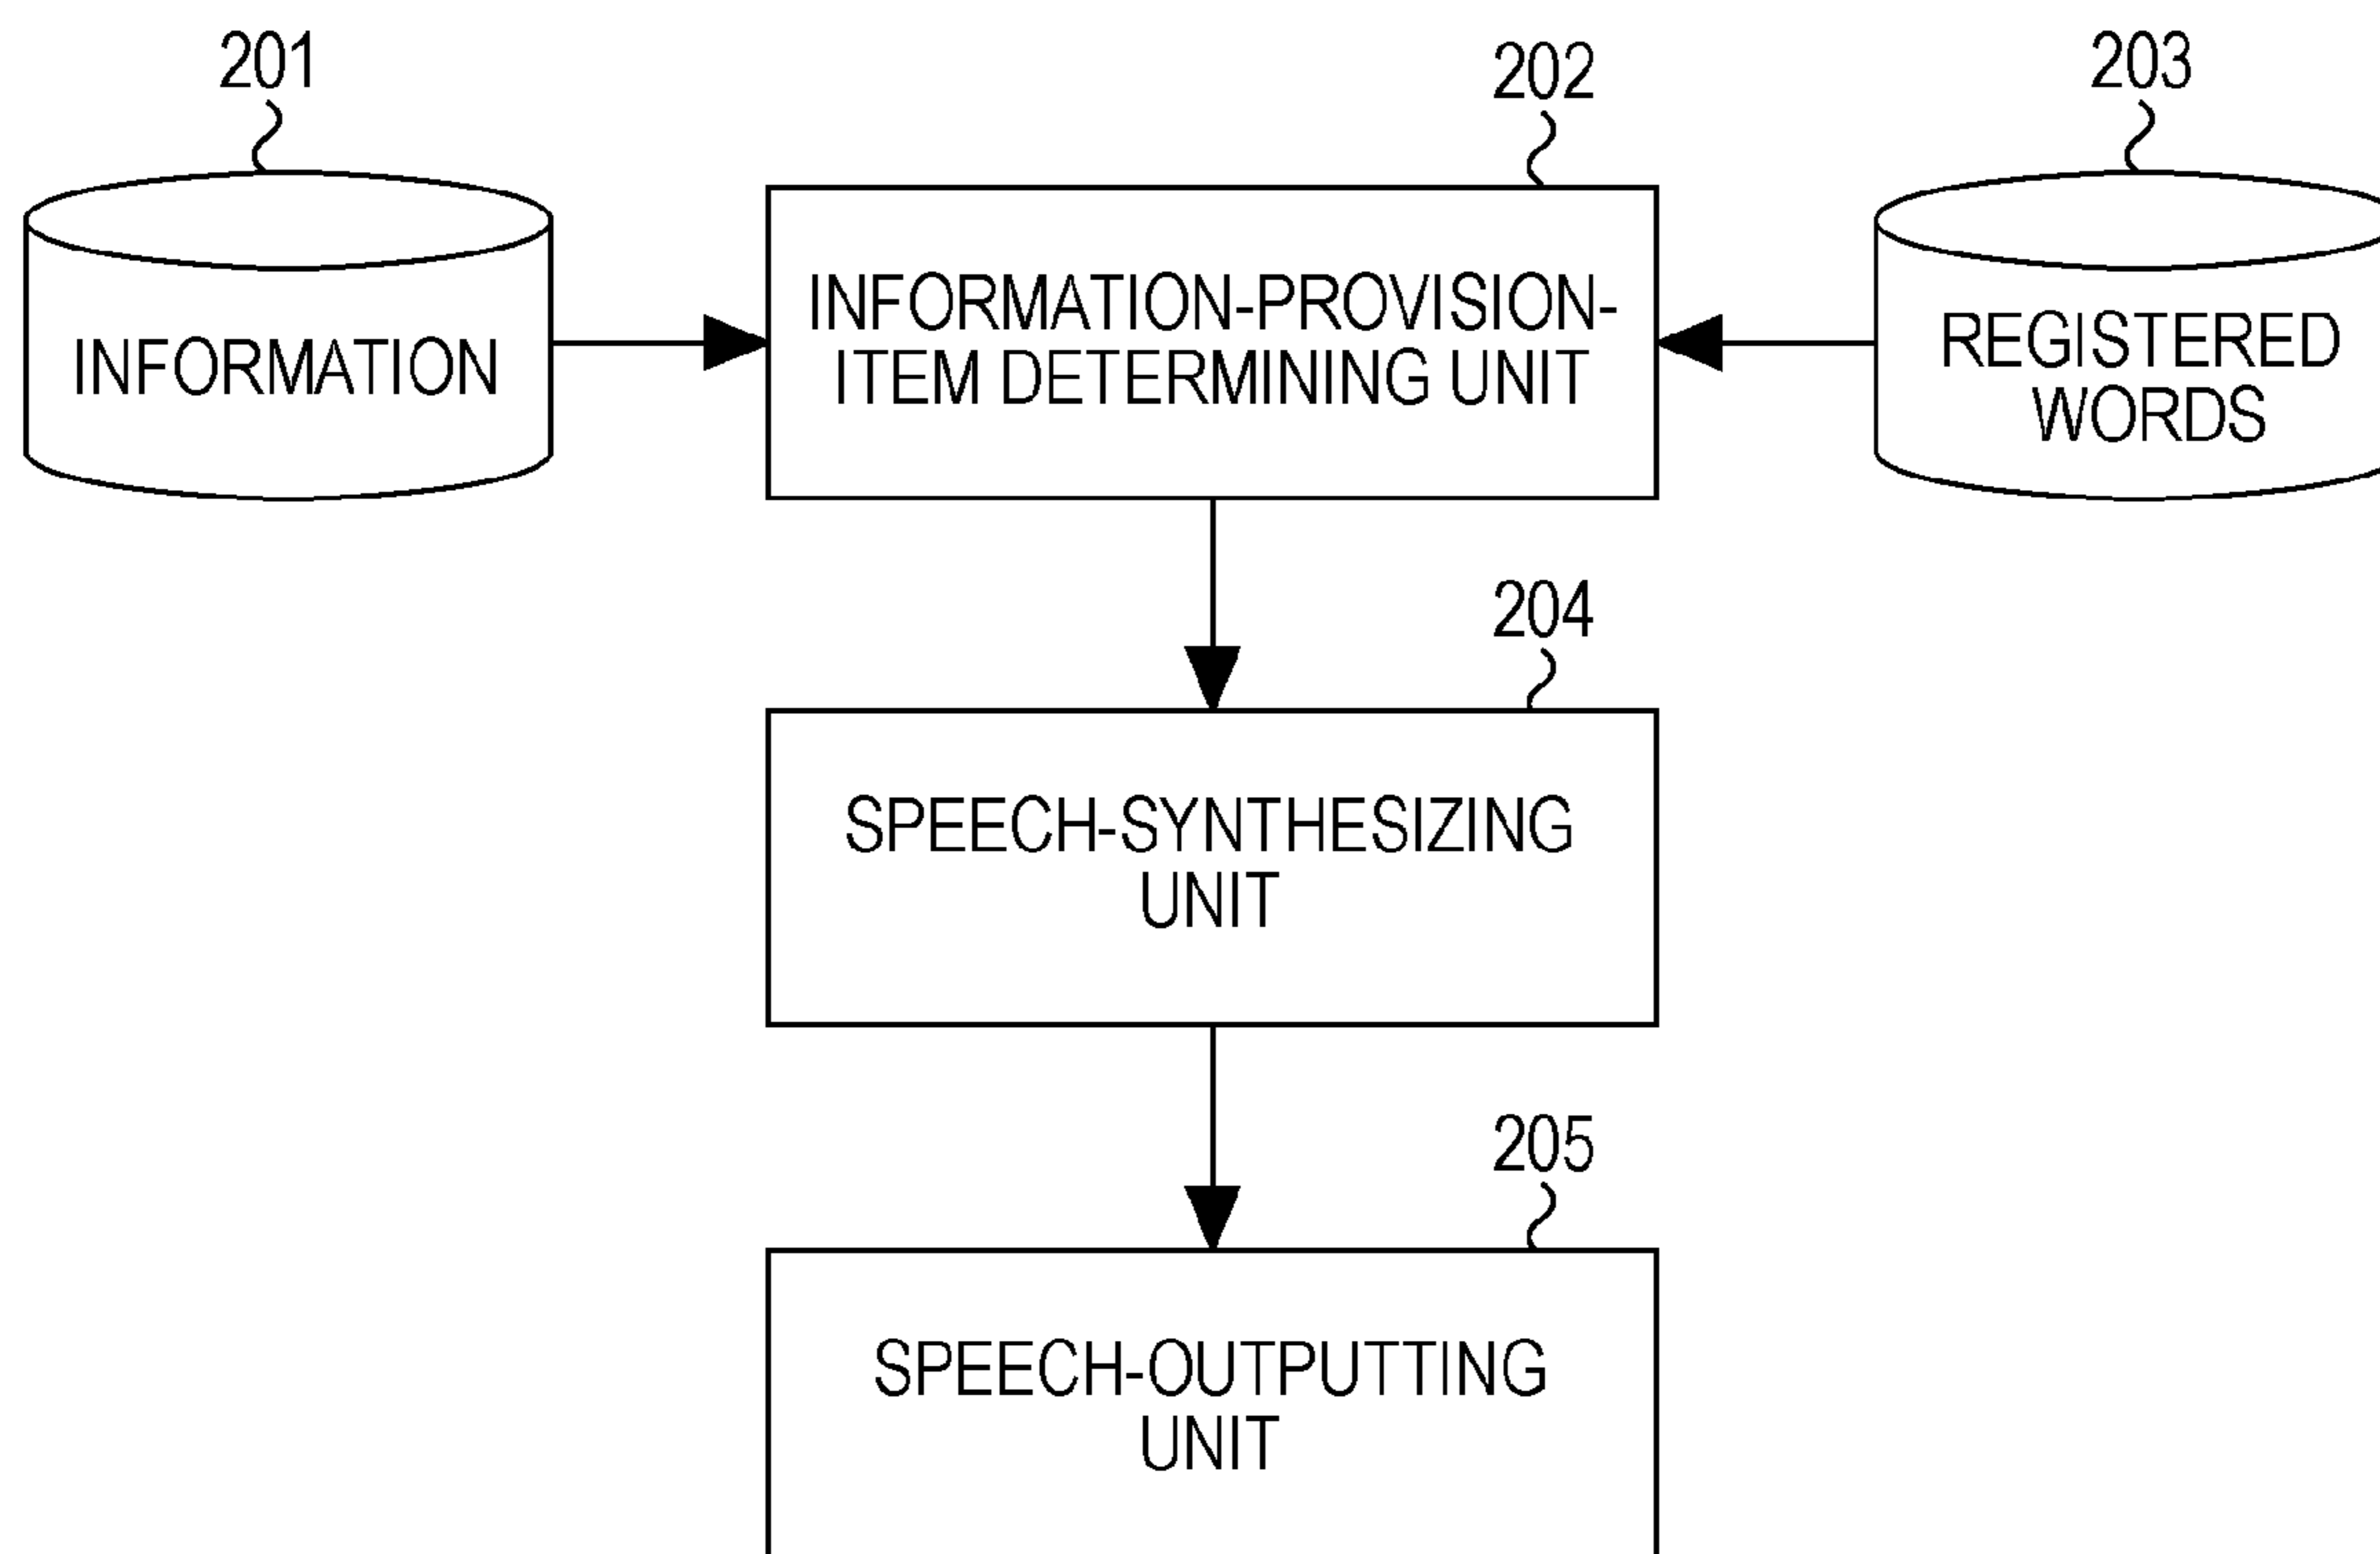 201
202
203
INFORMATION
INFORMATION-PROVISION-
ITEM DETERMINING UNIT
REGISTERED
WORDS
204
SPEECH-SYNTHESIZING
UNIT
205
SPEECH-OUTPUTTING
UNIT